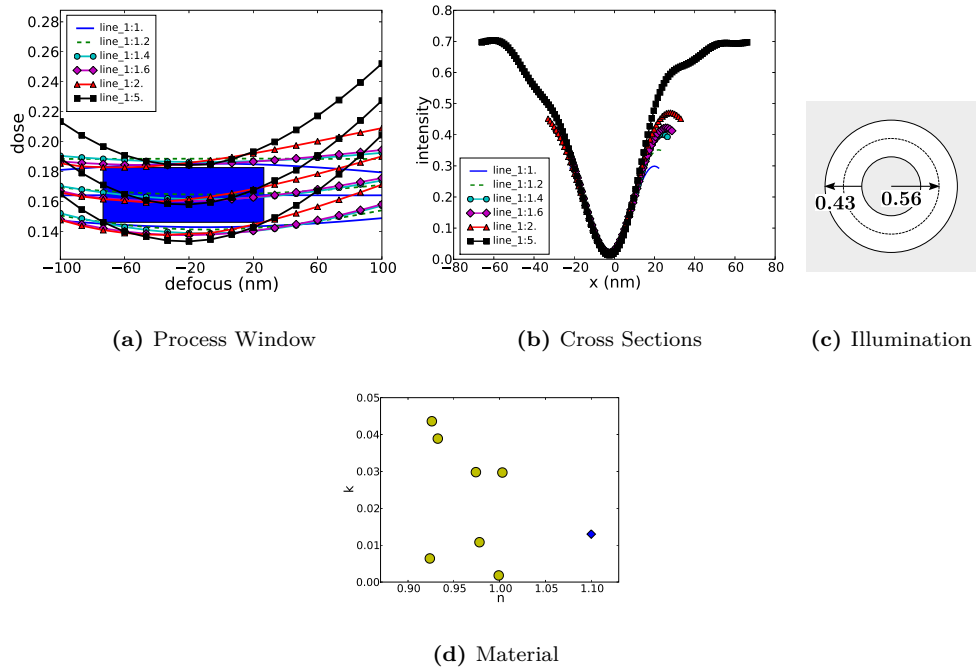 0.28
0.26
0.24
0.22
0.20
0.18
0.16
0.14
dose
line_1:1.
line_1:1.2
line_1:1.4
line_1:1.6
line_1:2.
line_1:5.
−100 −60 −20 20 60 100
defocus (nm)
(a) Process Window
0.8
0.7
0.6
0.5
0.4
0.3
0.2
0.1
0.0
intensity
line_1:1.
line_1:1.2
line_1:1.4
line_1:1.6
line_1:2.
line_1:5.
−80 −60 −40 −20 0 20 40 60 80
x (nm)
(b) Cross Sections
0.43 0.56
(c) Illumination
0.05
0.04
0.03
0.02
0.01
0.00
k
0.90 0.95 1.00 1.05 1.10
n
(d) Material